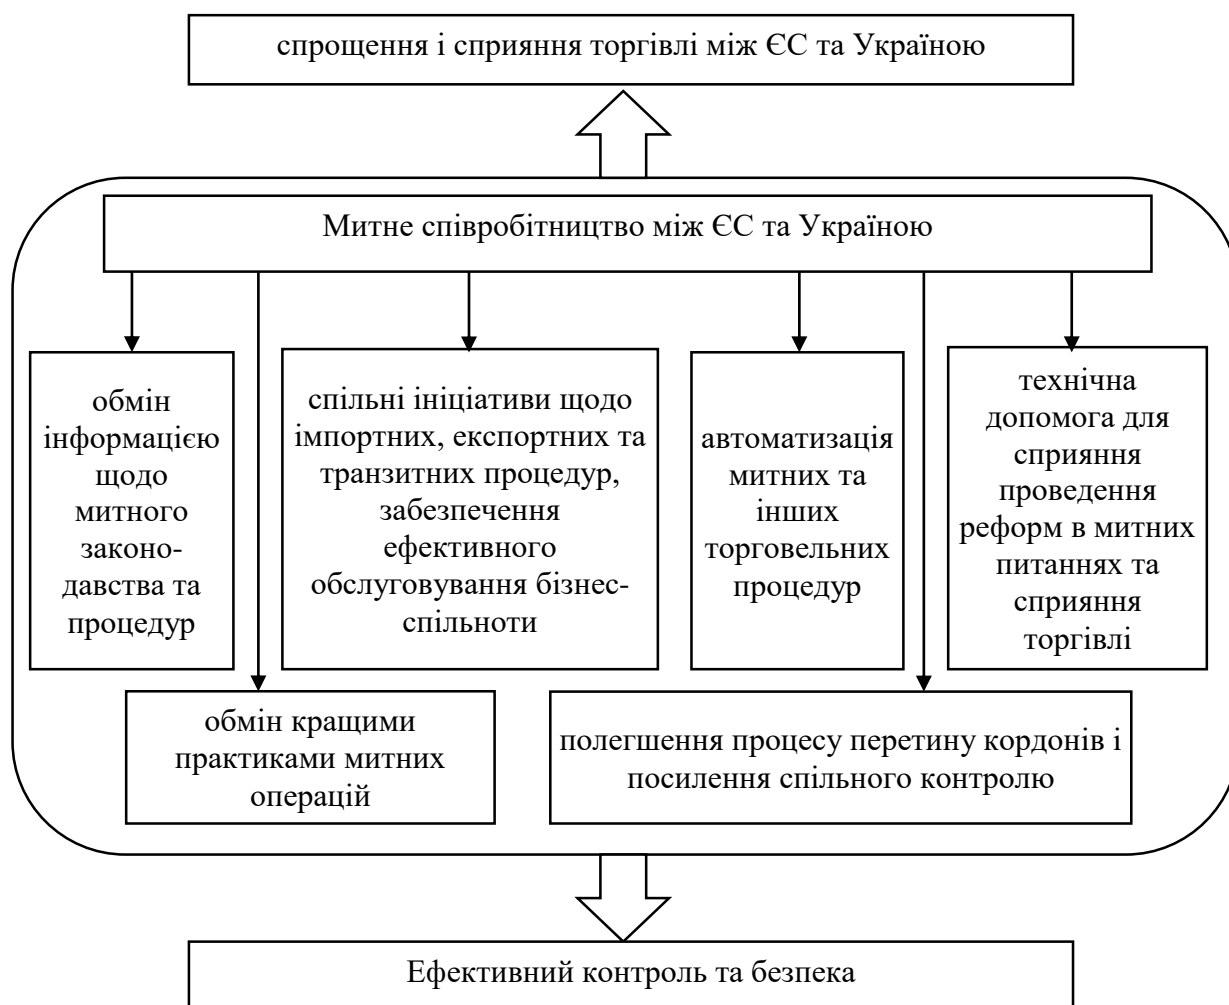 спрощення і сприяння торгівлі між ЄС та Україною
Митне співробітництво між ЄС та Україною
обмін
інформацією
щодо
митного
законо-
давства та
процедур
спільні ініціативи щодо
імпортних, експортних та
транзитних процедур,
забезпечення
ефективного
обслуговування бізнес-
спільноти
автоматизація
митних та
інших
торговельних
процедур
технічна
допомога для
сприяння
проведення
реформ в митних
питаннях та
сприяння
торгівлі
обмін кращими
практиками митних
операцій
полегшення процесу перетину кордонів і
посилення спільного контролю
Ефективний контроль та безпека